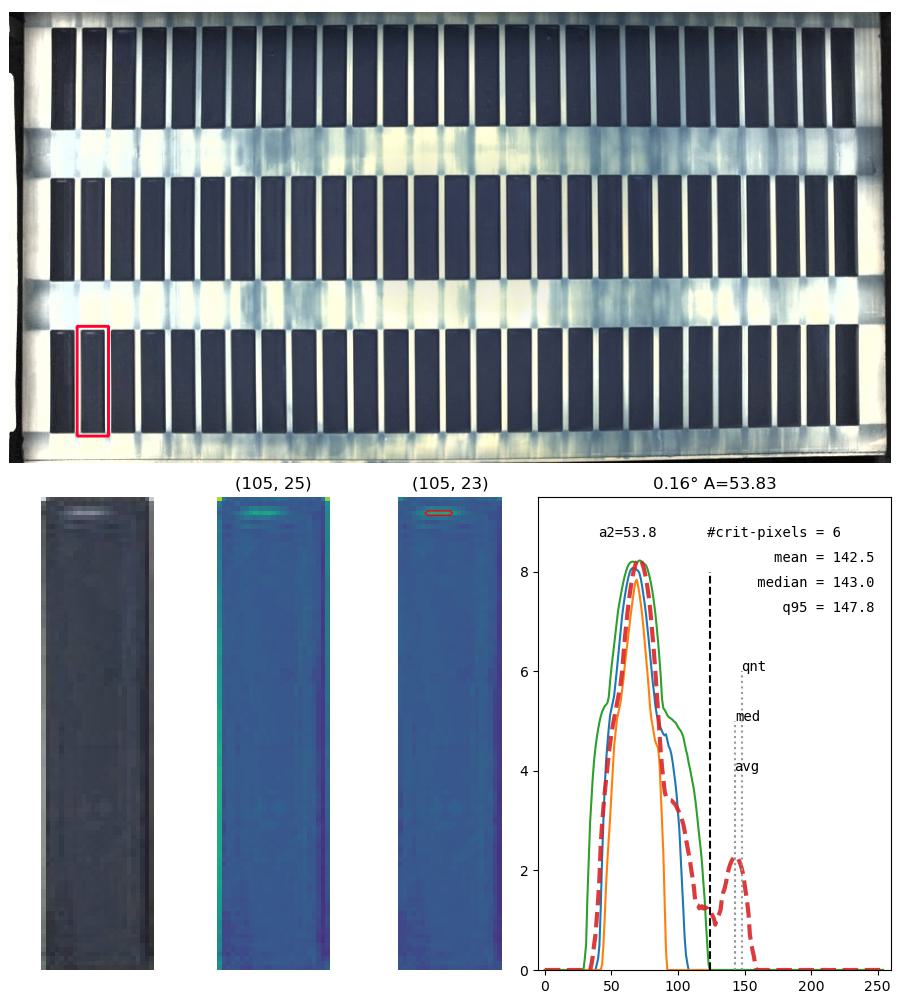 (105, 25)
(105, 23)
0.16° A=53.83
a2=53.8
#crit-pixels = 6
mean = 142.5
median = 143.0
q95 = 147.8
qnt
med
avg
8
6
4
2
0
0 50 100 150 200 250